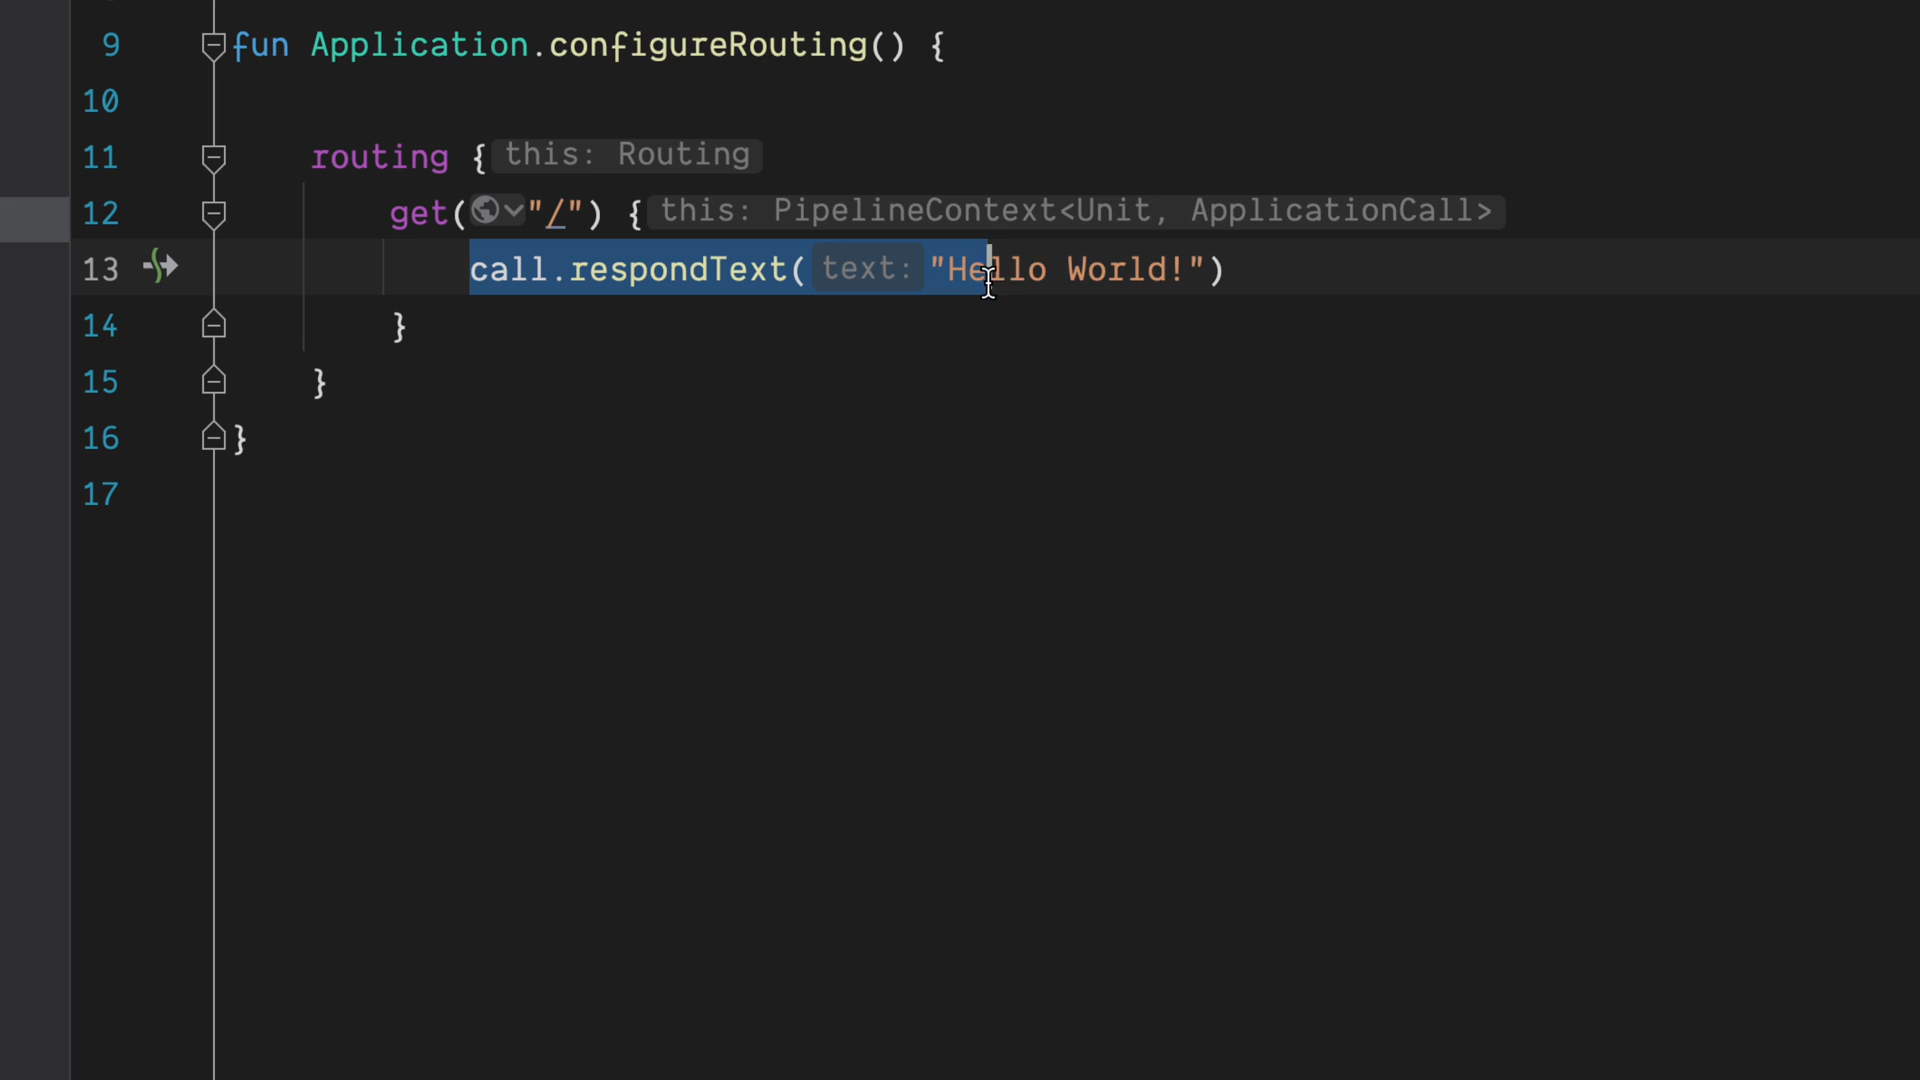 9 fun Application.configureRouting() {
10
11 routing { this: Routing
12 get("/") { this: PipelineContext<Unit, ApplicationCall>
13 call.respondText( text: "Hello World!")
14 }
15 }
16 }
17